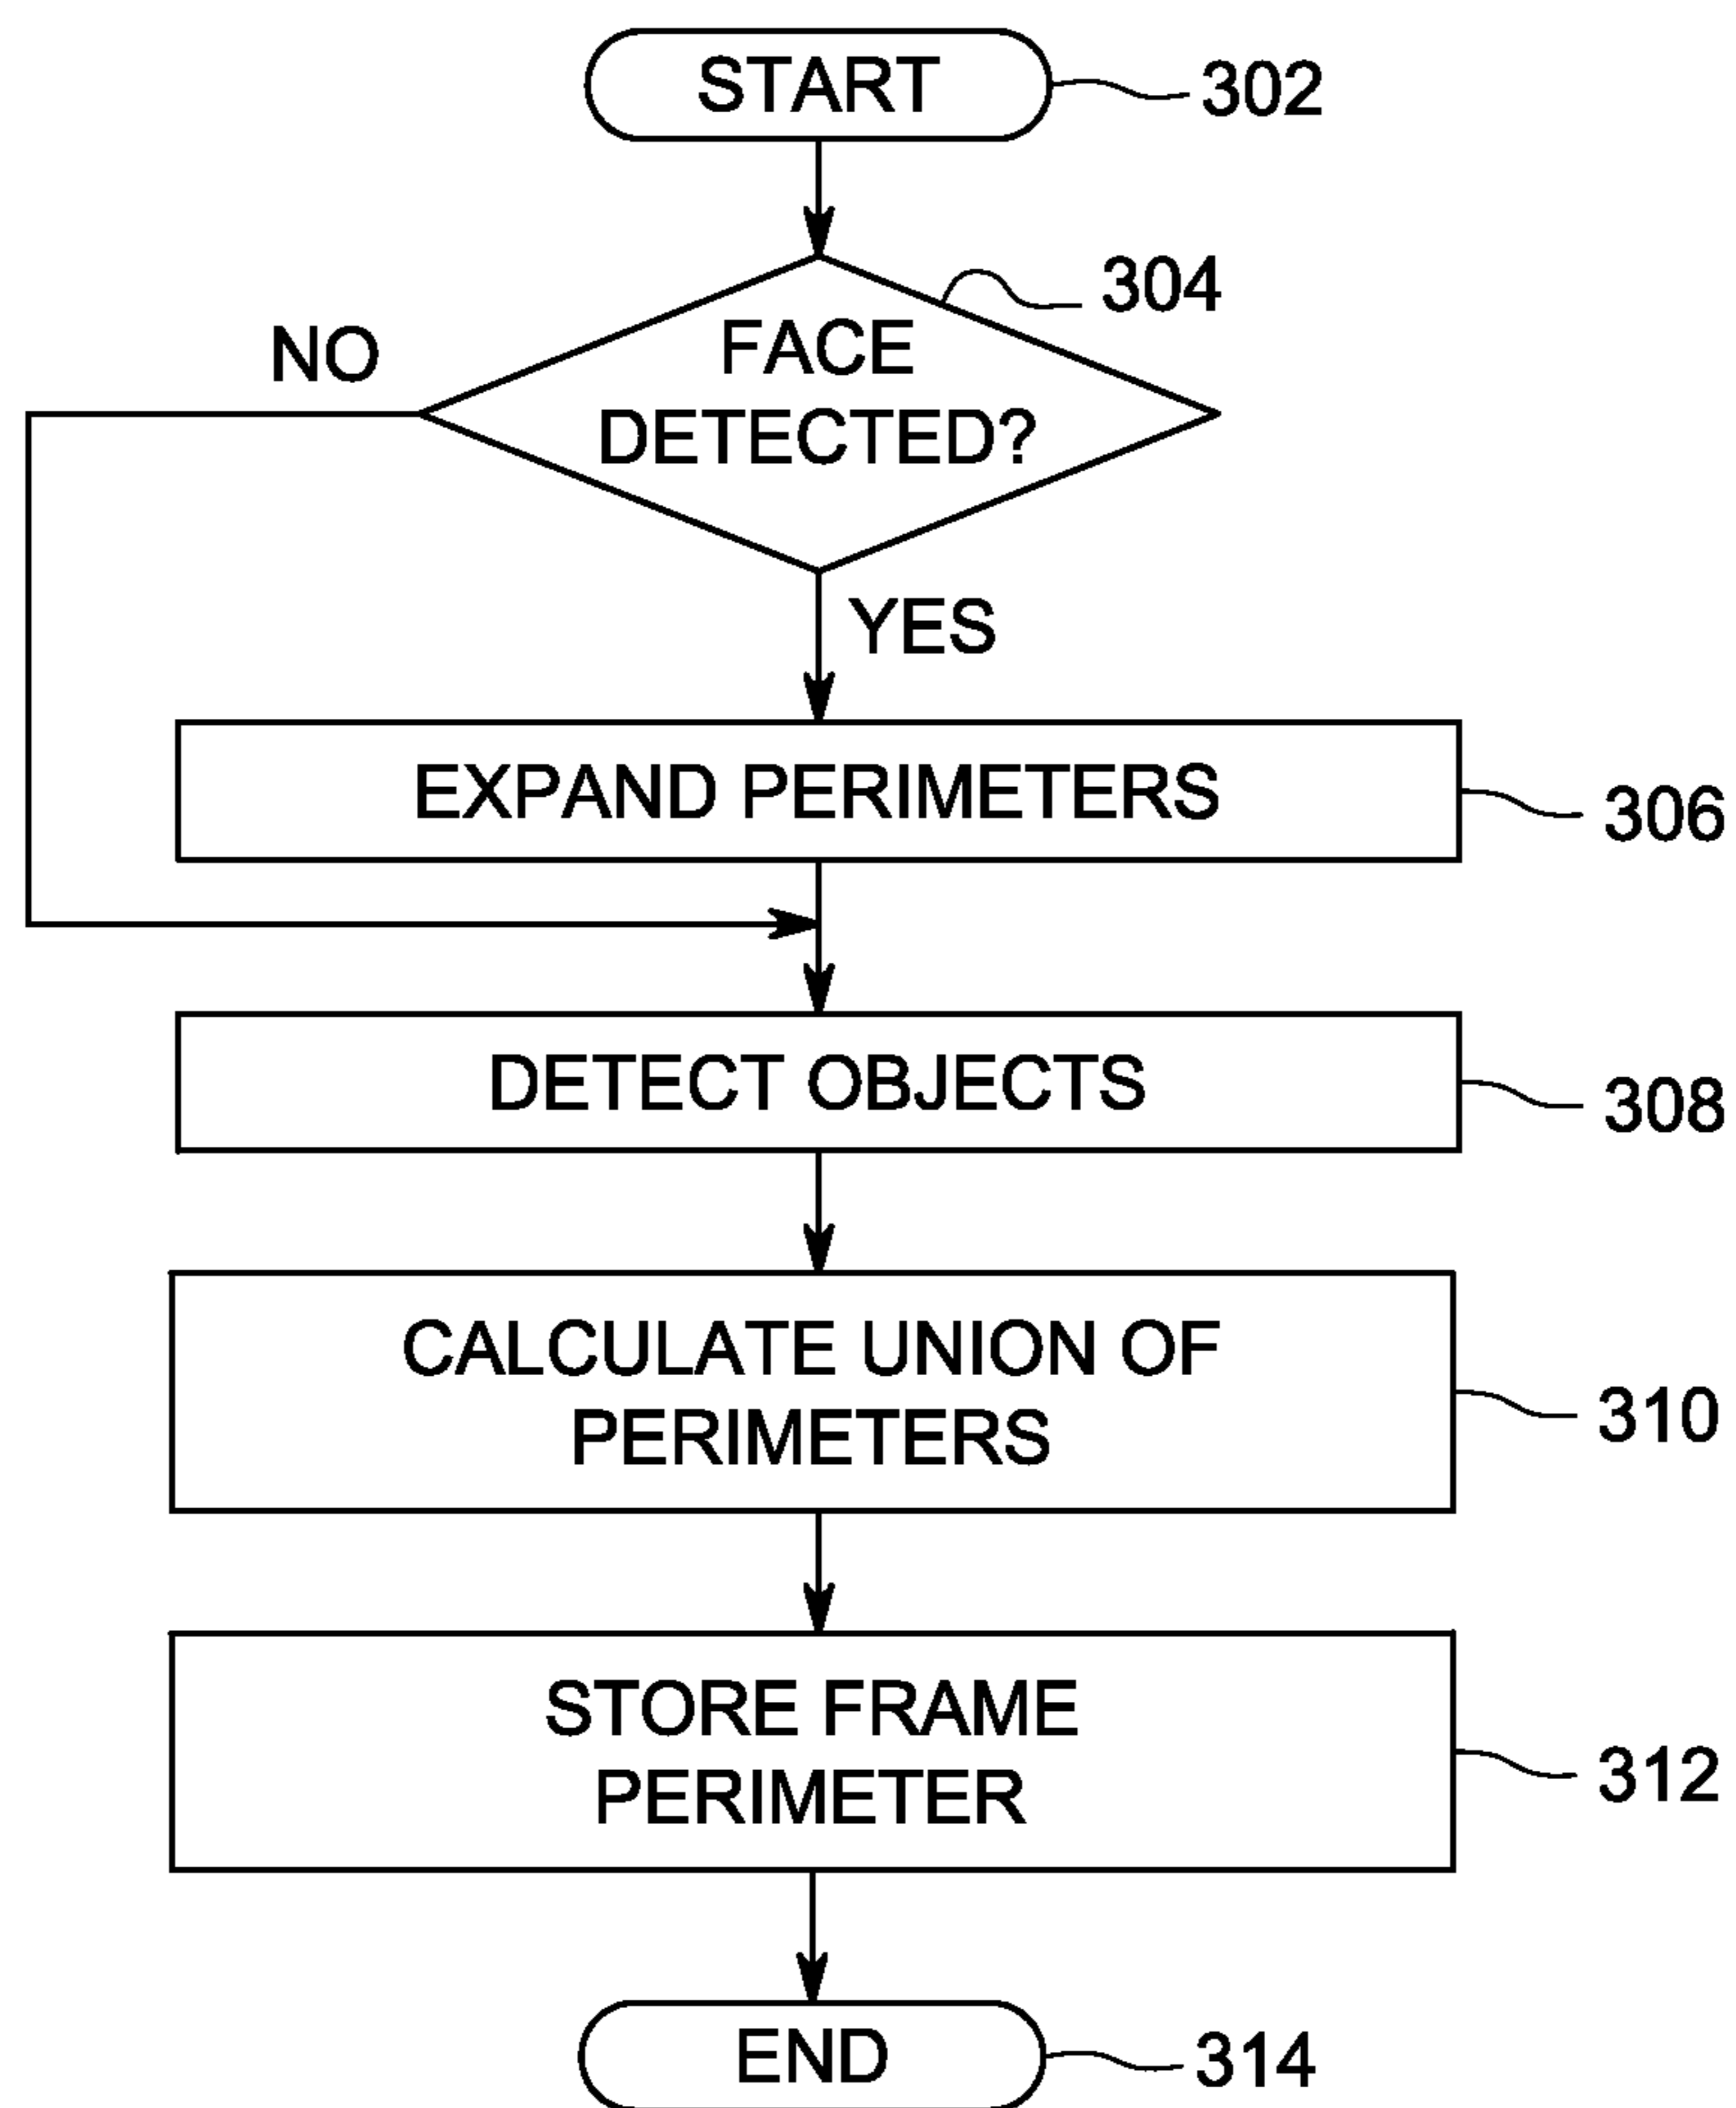 START
302
304
FACE
DETECTED?
NO
YES
EXPAND PERIMETERS
306
DETECT OBJECTS
308
CALCULATE UNION OF
PERIMETERS
310
STORE FRAME
PERIMETER
312
END
314